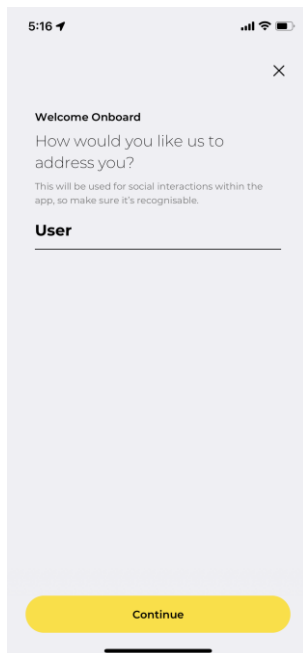 5:16
Welcome Onboard
How would you like us to
address you?
This will be used for social interactions within the
app, so make sure it's recognisable.
User
Continue